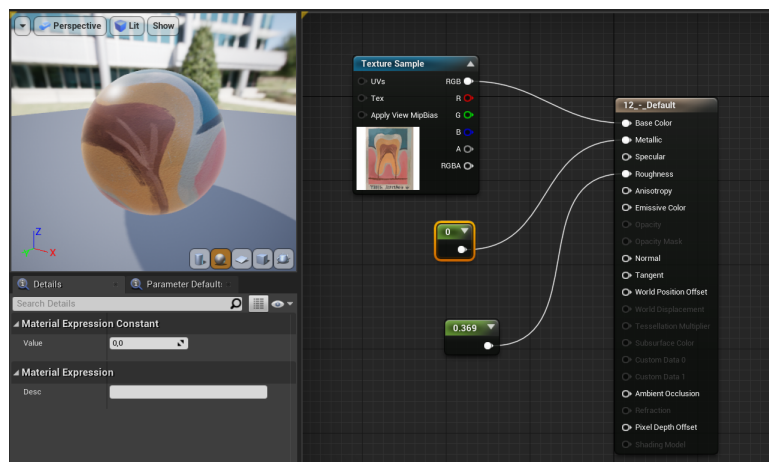 Perspective
Lit
Show
Z
X
Details
Parameter Default
Search Details
Material Expression Constant
Value
0,0
Material Expression
Desc
Texture Sample
UVs
RGB
Tex
R
Apply View MipBias
G
B
A
RGBA
0
0.369
12_-_Default
Base Color
Metallic
Specular
Roughness
Anisotropy
Emissive Color
Opacity
Opacity Mask
Normal
Tangent
World Position Offset
World Displacement
Tessellation Multiplier
Subsurface Color
Custom Data 0
Custom Data 1
Ambient Occlusion
Refraction
Pixel Depth Offset
Shading Model